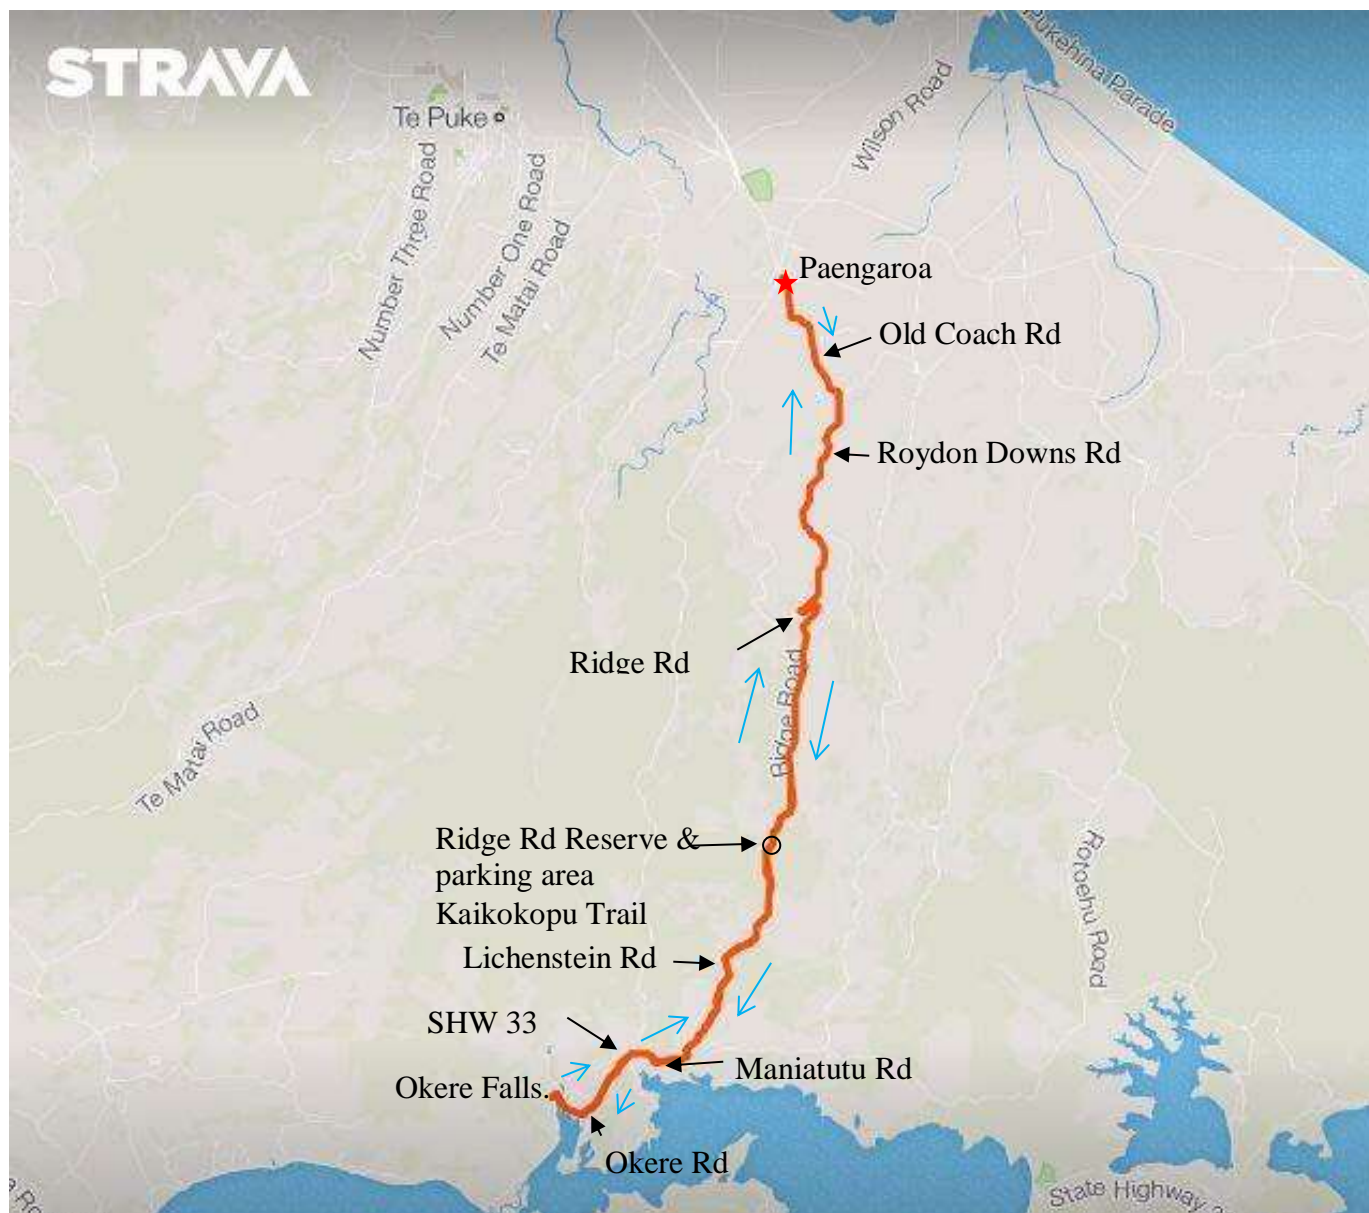 STRAVA
Pukehina Parade
Te Puke
Wilson Road
Number Three Road
Number One Road
Te Matai Road
Paengaroa
Old Coach Rd
Roydon Downs Rd
Ridge Rd
Ridge Road
Te Matai Road
Ridge Rd Reserve &
parking area
Kaikokopu Trail
Rotoehu Road
Lichenstein Rd
SHW 33
Maniatutu Rd
Okere Falls.
Okere Rd
State Highway